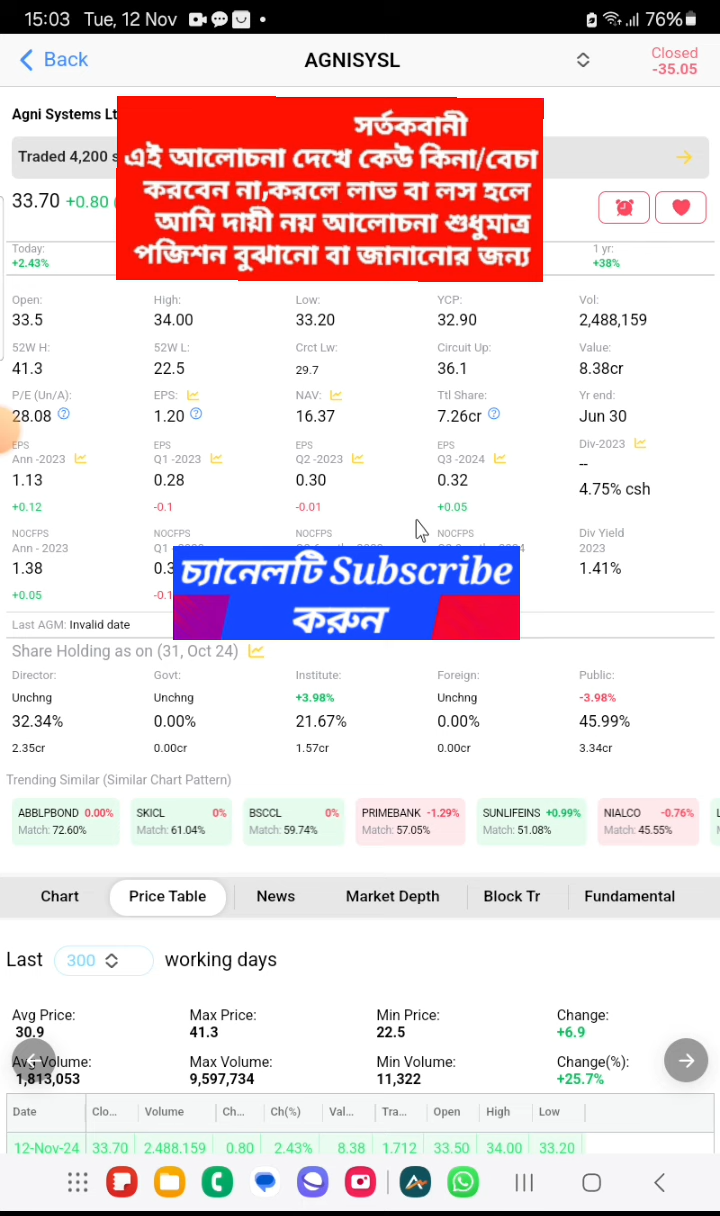 15:03 Tue, 12 Nov 76%
Back AGNISYSL Closed
-35.05
Agni Systems Lt
Traded 4,200 s
সর্তকবানী
এই আলোচনা দেখে কেউ কিনা/বেচা
করবেন না,করলে লাভ বা লস হলে
আমি দায়ী নয় আলোচনা শুধুমাত্র
পজিশন বুঝানো বা জানানোর জন্য
33.70 +0.80
Today: 1 yr:
+2.43% +38%
Open: High: Low: YCP: Vol:
33.5 34.00 33.20 32.90 2,488,159
52W H: 52W L: Crct Lw: Circuit Up: Value:
41.3 22.5 29.7 36.1 8.38cr
P/E (Un/A): EPS: NAV: Ttl Share: Yr end:
28.08 1.20 16.37 7.26cr Jun 30
EPS EPS EPS EPS Div-2023
Ann -2023 Q1 -2023 Q2 -2023 Q3 -2024 --
1.13 0.28 0.30 0.32 4.75% csh
+0.12 -0.1 -0.01 +0.05
NOCFPS NOCFPS NOCFPS NOCFPS Div Yield
Ann - 2023 Q1 2023
1.38 0.3 1.41%
+0.05 -0.1
চ্যানেলটি Subscribe
করুন
Last AGM: Invalid date
Share Holding as on (31, Oct 24)
Director: Govt: Institute: Foreign: Public:
Unchng Unchng +3.98% Unchng -3.98%
32.34% 0.00% 21.67% 0.00% 45.99%
2.35cr 0.00cr 1.57cr 0.00cr 3.34cr
Trending Similar (Similar Chart Pattern)
ABBLPBOND 0.00% SKICL 0% BSCCL 0% PRIMEBANK -1.29% SUNLIFEINS +0.99% NIALCO -0.76%
Match: 72.60% Match: 61.04% Match: 59.74% Match: 57.05% Match: 51.08% Match: 45.55%
Chart Price Table News Market Depth Block Tr Fundamental
Last 300 working days
Avg Price: Max Price: Min Price: Change:
30.9 41.3 22.5 +6.9
Avg Volume: Max Volume: Min Volume: Change(%):
1,813,053 9,597,734 11,322 +25.7%
Date Clo... Volume Ch... Ch(%) Val... Tra... Open High Low
12-Nov-24 33.70 2,488,159 0.80 2.43% 8.38 1,712 33.50 34.00 33.20